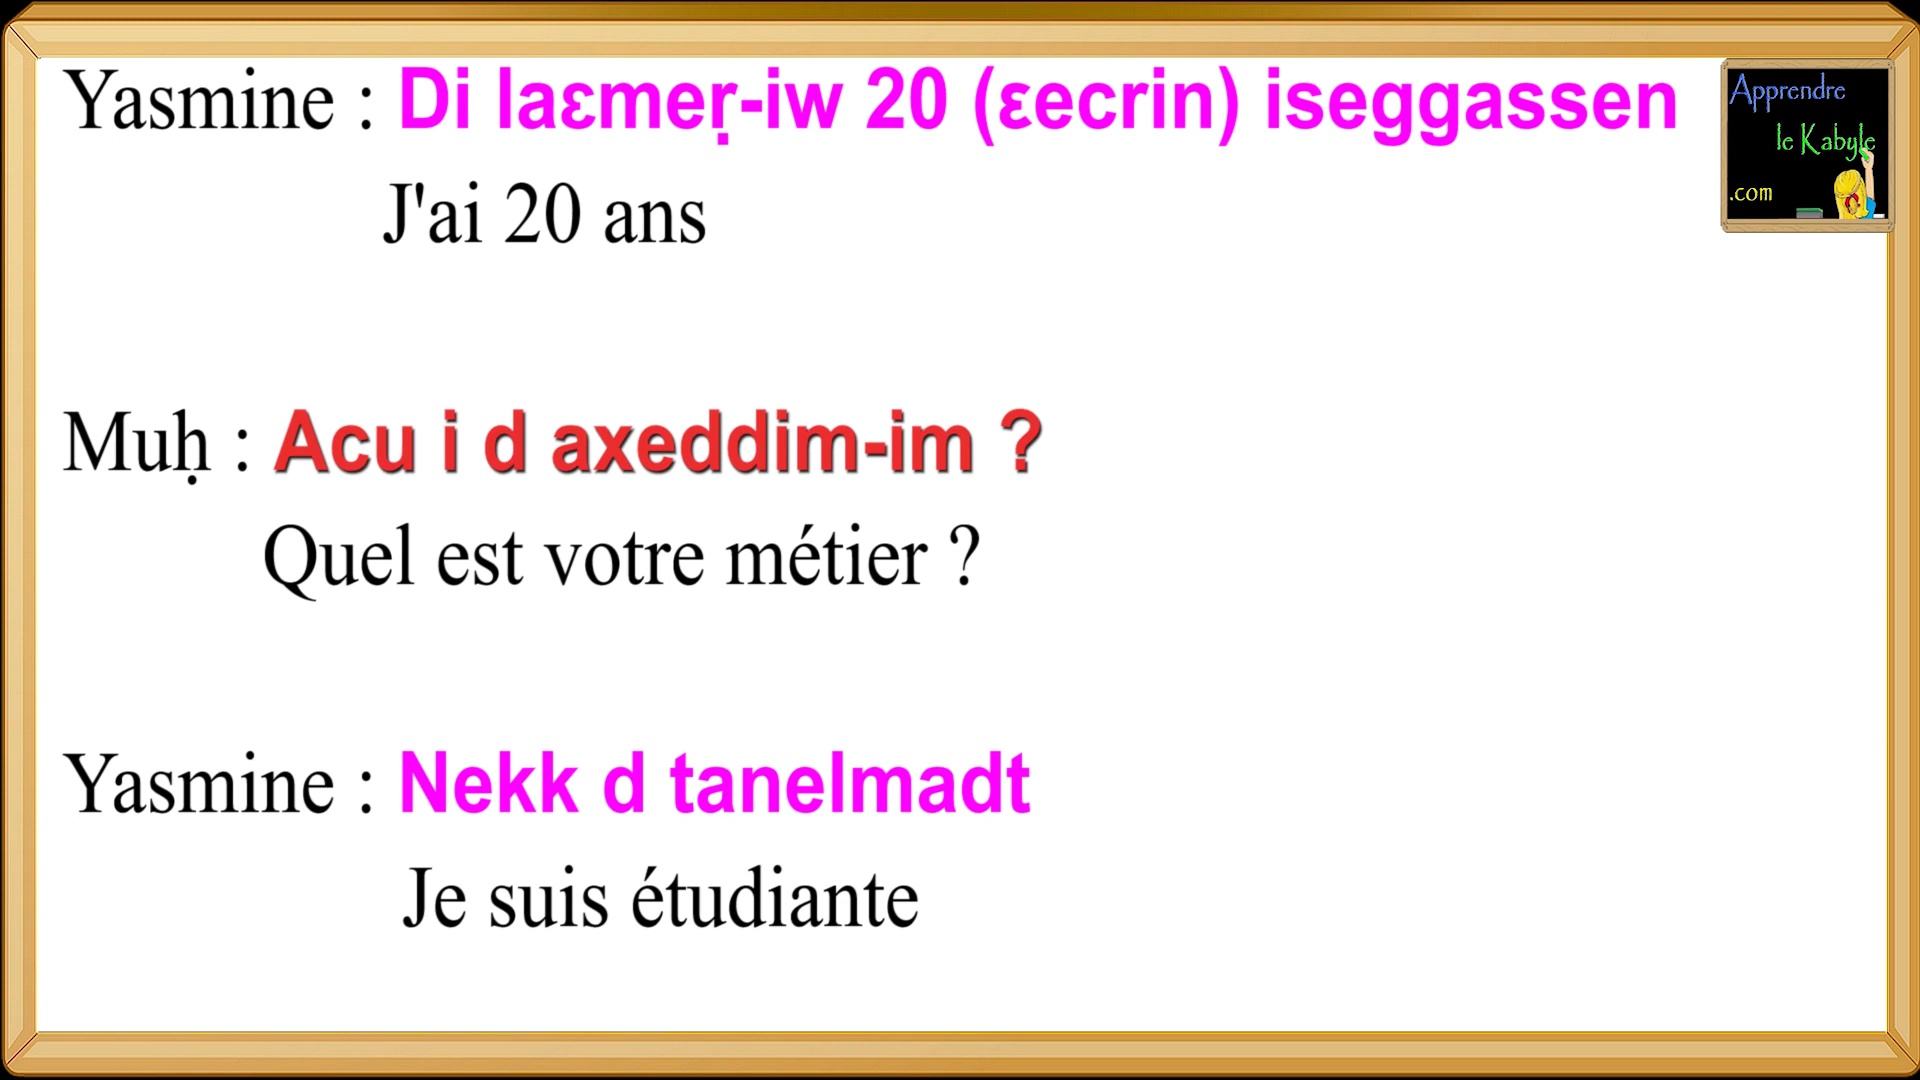 Yasmine : Di laɛmeṛ-iw 20 (ɛecrin) iseggassen
J'ai 20 ans
Muḥ : Acu i d axeddim-im ?
Quel est votre métier ?
Yasmine : Nekk d tanelmadt
Je suis étudiante
Apprendre
le Kabyle
.com